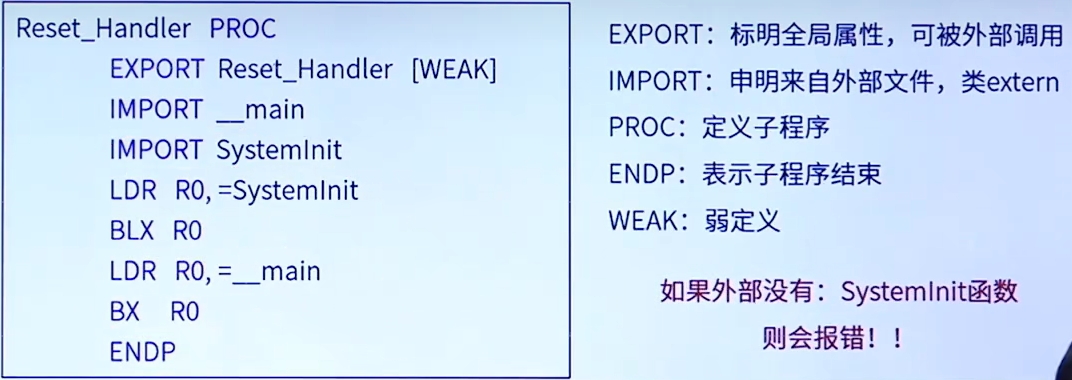 Reset_Handler PROC
EXPORT Reset_Handler [WEAK]
IMPORT __main
IMPORT SystemInit
LDR R0, =SystemInit
BLX R0
LDR R0, =__main
BX R0
ENDP
EXPORT：标明全局属性，可被外部调用
IMPORT：申明来自外部文件，类extern
PROC：定义子程序
ENDP：表示子程序结束
WEAK：弱定义
如果外部没有：SystemInit函数
则会报错！！